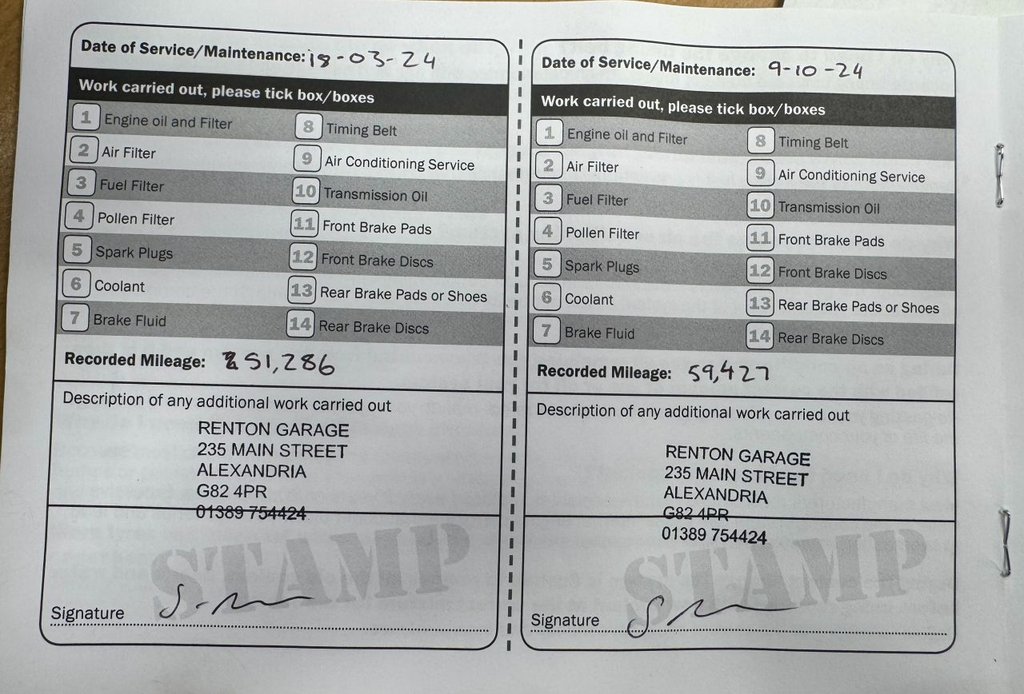 Date of Service/Maintenance: 18-03-24
Work carried out, please tick box/boxes
1 Engine oil and Filter
2 Air Filter
3 Fuel Filter
4 Pollen Filter
5 Spark Plugs
6 Coolant
7 Brake Fluid
8 Timing Belt
9 Air Conditioning Service
10 Transmission Oil
11 Front Brake Pads
12 Front Brake Discs
13 Rear Brake Pads or Shoes
14 Rear Brake Discs
Recorded Mileage: 51,286
Description of any additional work carried out
RENTON GARAGE
235 MAIN STREET
ALEXANDRIA
G82 4PR
01389 754424
STAMP
Signature
Date of Service/Maintenance: 9-10-24
Work carried out, please tick box/boxes
1 Engine oil and Filter
2 Air Filter
3 Fuel Filter
4 Pollen Filter
5 Spark Plugs
6 Coolant
7 Brake Fluid
8 Timing Belt
9 Air Conditioning Service
10 Transmission Oil
11 Front Brake Pads
12 Front Brake Discs
13 Rear Brake Pads or Shoes
14 Rear Brake Discs
Recorded Mileage: 59,427
Description of any additional work carried out
RENTON GARAGE
235 MAIN STREET
ALEXANDRIA
G82 4PR
01389 754424
STAMP
Signature